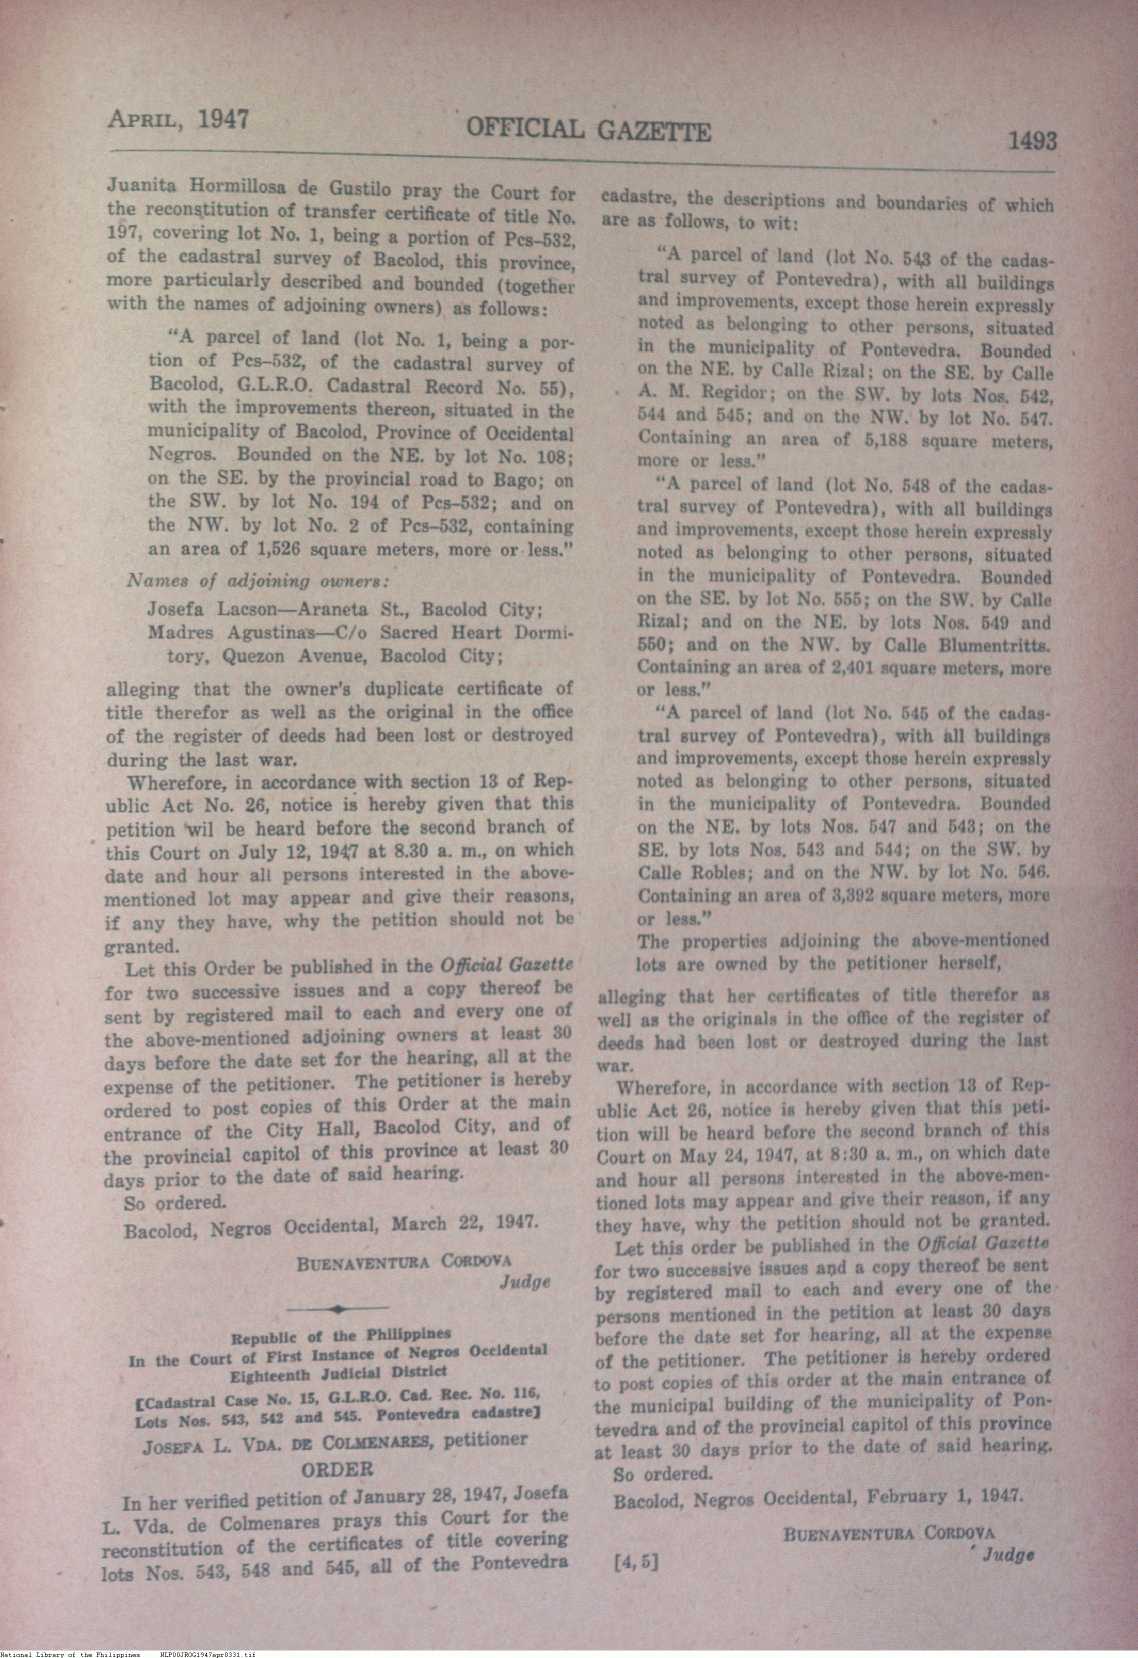 APRIL, 1947
OFFICIAL GAZETTE
1493
Juanita Hormillosa de Gustilo pray the Court for
the reconstitution of transfer certificate of title No.
197, covering lot No. 1, being a portion of Pcs–532,
of the cadastral survey of Bacolod, this province,
more particularly described and bounded (together
with the names of adjoining owners) as follows:
"A parcel of land (lot No. 1, being a por-
tion of Pcs–532, of the cadastral survey of
Bacolod, G.L.R.O. Cadastral Record No. 55),
with the improvements thereon, situated in the
municipality of Bacolod, Province of Occidental
Negros. Bounded on the NE. by lot No. 108;
on the SE. by the provincial road to Bago; on
the SW. by lot No. 194 of Pcs–532; and on
the NW. by lot No. 2 of Pcs–532, containing
an area of 1,526 square meters, more or less."
Names of adjoining owners:
Josefa Lacson—Araneta St., Bacolod City;
Madres Agustinas—C/o Sacred Heart Dormi-
tory, Quezon Avenue, Bacolod City;
alleging that the owner's duplicate certificate of
title therefor as well as the original in the office
of the register of deeds had been lost or destroyed
during the last war.
Wherefore, in accordance with section 13 of Rep-
ublic Act No. 26, notice is hereby given that this
petition wil be heard before the second branch of
this Court on July 12, 1947 at 8.30 a. m., on which
date and hour all persons interested in the above-
mentioned lot may appear and give their reasons,
if any they have, why the petition should not be
granted.
Let this Order be published in the Official Gazette
for two successive issues and a copy thereof be
sent by registered mail to each and every one of
the above-mentioned adjoining owners at least 30
days before the date set for the hearing, all at the
expense of the petitioner. The petitioner is hereby
ordered to post copies of this Order at the main
entrance of the City Hall, Bacolod City, and of
the provincial capitol of this province at least 30
days prior to the date of said hearing.
So ordered.
Bacolod, Negros Occidental, March 22, 1947.
BUENAVENTURA CORDOVA
Judge
Republic of the Philippines
In the Court of First Instance of Negros Occidental
Eighteenth Judicial District
[Cadastral Case No. 15, G.L.R.O. Cad. Rec. No. 116,
Lots Nos. 543, 542 and 545. Pontevedra cadastre]
JOSEFA L. VDA. DE COLMENARES, petitioner
ORDER
In her verified petition of January 28, 1947, Josefa
L. Vda. de Colmenares prays this Court for the
reconstitution of the certificates of title covering
lots Nos. 543, 548 and 545, all of the Pontevedra
cadastre, the descriptions and boundaries of which
are as follows, to wit:
"A parcel of land (lot No. 543 of the cadas-
tral survey of Pontevedra), with all buildings
and improvements, except those herein expressly
noted as belonging to other persons, situated
in the municipality of Pontevedra. Bounded
on the NE. by Calle Rizal; on the SE. by Calle
A. M. Regidor; on the SW. by lots Nos. 542,
544 and 545; and on the NW. by lot No. 547.
Containing an area of 5,188 square meters,
more or less."
"A parcel of land (lot No. 548 of the cadas-
tral survey of Pontevedra), with all buildings
and improvements, except those herein expressly
noted as belonging to other persons, situated
in the municipality of Pontevedra. Bounded
on the SE. by lot No. 555; on the SW. by Calle
Rizal; and on the NE. by lots Nos. 549 and
550; and on the NW. by Calle Blumentritts.
Containing an area of 2,401 square meters, more
or less."
"A parcel of land (lot No. 545 of the cadas-
tral survey of Pontevedra), with all buildings
and improvements, except those herein expressly
noted as belonging to other persons, situated
in the municipality of Pontevedra. Bounded
on the NE. by lots Nos. 547 and 543; on the
SE. by lots Nos. 543 and 544; on the SW. by
Calle Robles; and on the NW. by lot No. 546.
Containing an area of 3,392 square meters, more
or less."
The properties adjoining the above-mentioned
lots are owned by the petitioner herself,
alleging that her certificates of title therefor as
well as the originals in the office of the register of
deeds had been lost or destroyed during the last
war.
Wherefore, in accordance with section 13 of Rep-
ublic Act 26, notice is hereby given that this peti-
tion will be heard before the second branch of this
Court on May 24, 1947, at 8:30 a. m., on which date
and hour all persons interested in the above-men-
tioned lots may appear and give their reason, if any
they have, why the petition should not be granted.
Let this order be published in the Official Gazette
for two successive issues and a copy thereof be sent
by registered mail to each and every one of the
persons mentioned in the petition at least 30 days
before the date set for hearing, all at the expense
of the petitioner. The petitioner is hereby ordered
to post copies of this order at the main entrance of
the municipal building of the municipality of Pon-
tevedra and of the provincial capitol of this province
at least 30 days prior to the date of said hearing.
So ordered.
Bacolod, Negros Occidental, February 1, 1947.
BUENAVENTURA CORDOVA
Judge
[4, 5]
National Library of the Philippines NLP00JROG1947apr0331.tif